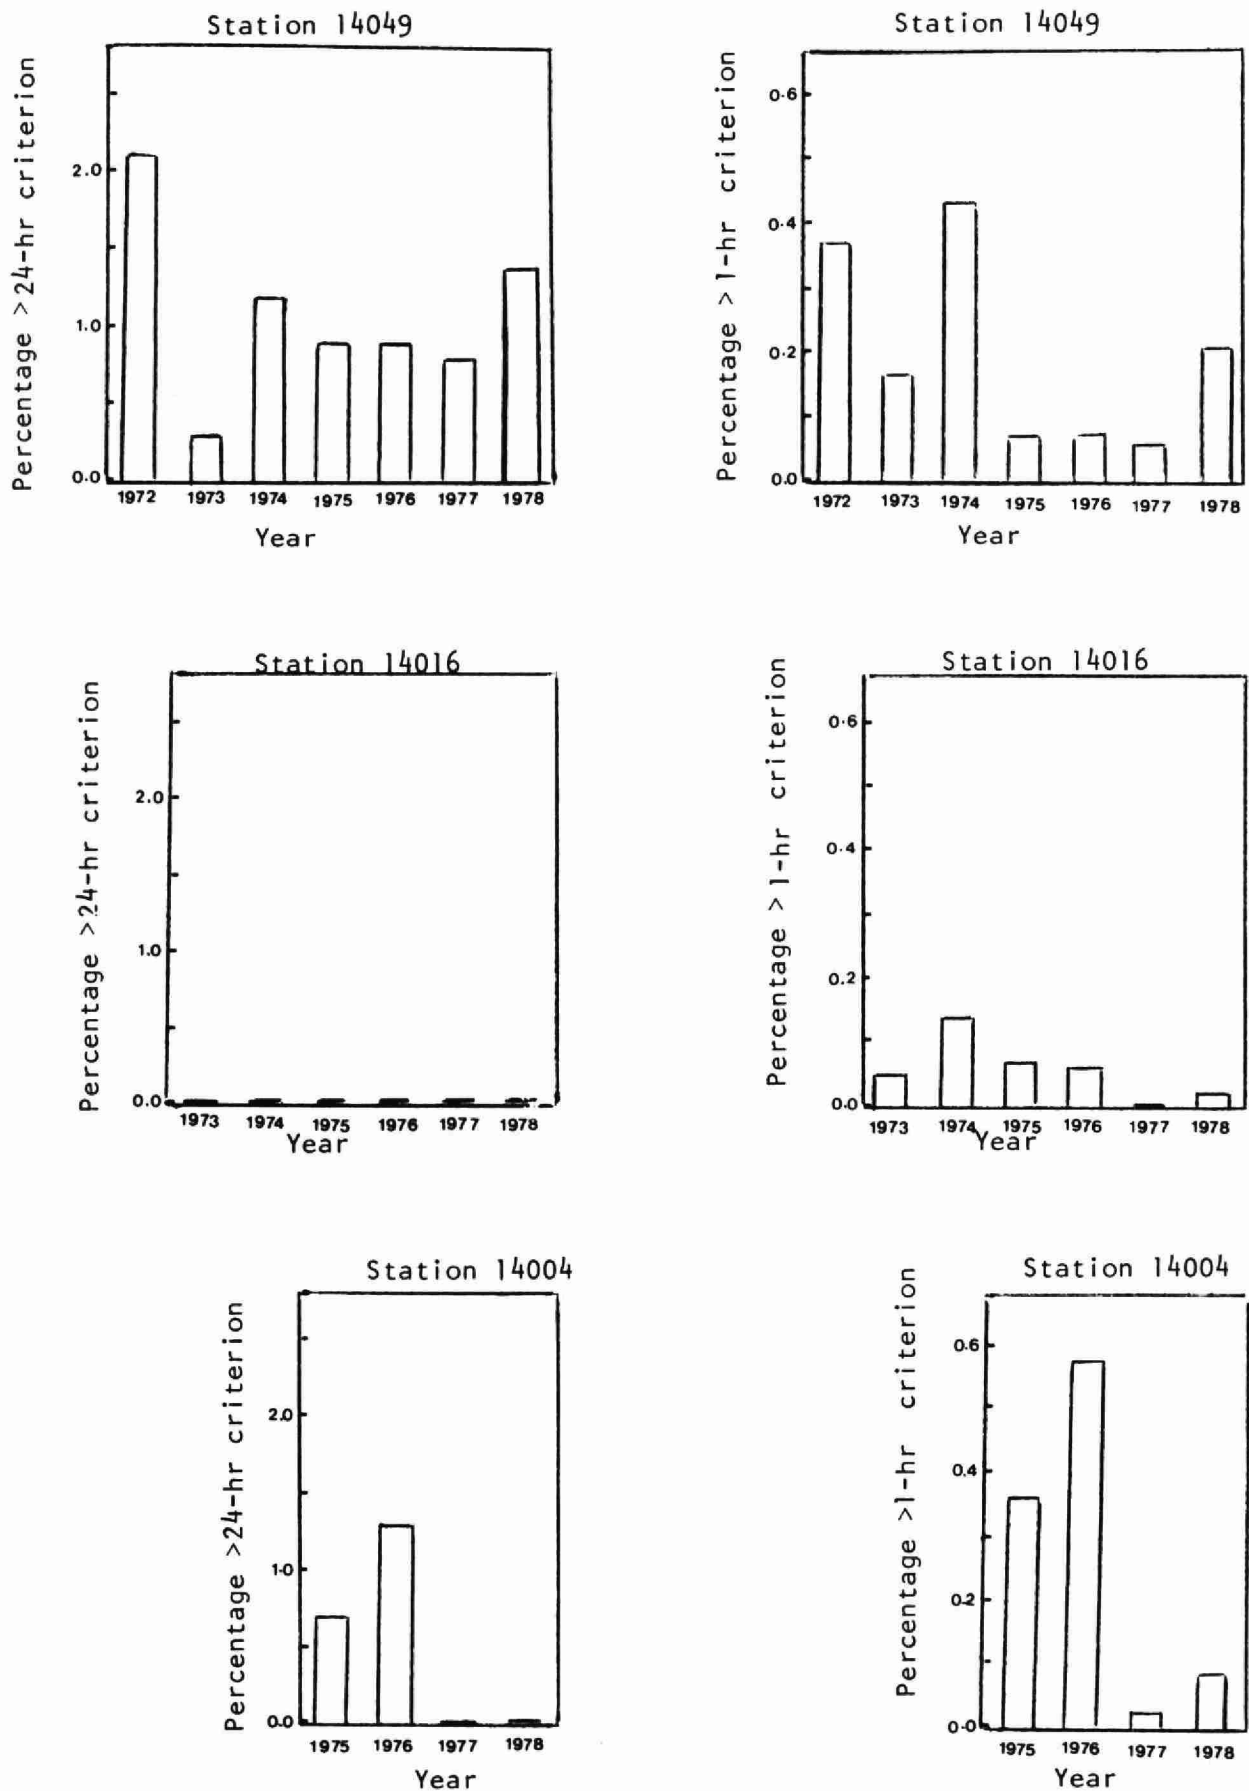 Station 14049
Percentage >24-hr criterion
2.0
1.0
0.0
1972 1973 1974 1975 1976 1977 1978
Year
Station 14049
Percentage >1-hr criterion
0.6
0.4
0.2
0.0
1972 1973 1974 1975 1976 1977 1978
Year
Station 14016
Percentage >24-hr criterion
2.0
1.0
0.0
1973 1974 1975 1976 1977 1978
Year
Station 14016
Percentage >1-hr criterion
0.6
0.4
0.2
0.0
1973 1974 1975 1976 1977 1978
Year
Station 14004
Percentage >24-hr criterion
2.0
1.0
0.0
1975 1976 1977 1978
Year
Station 14004
Percentage >1-hr criterion
0.6
0.4
0.2
0.0
1975 1976 1977 1978
Year